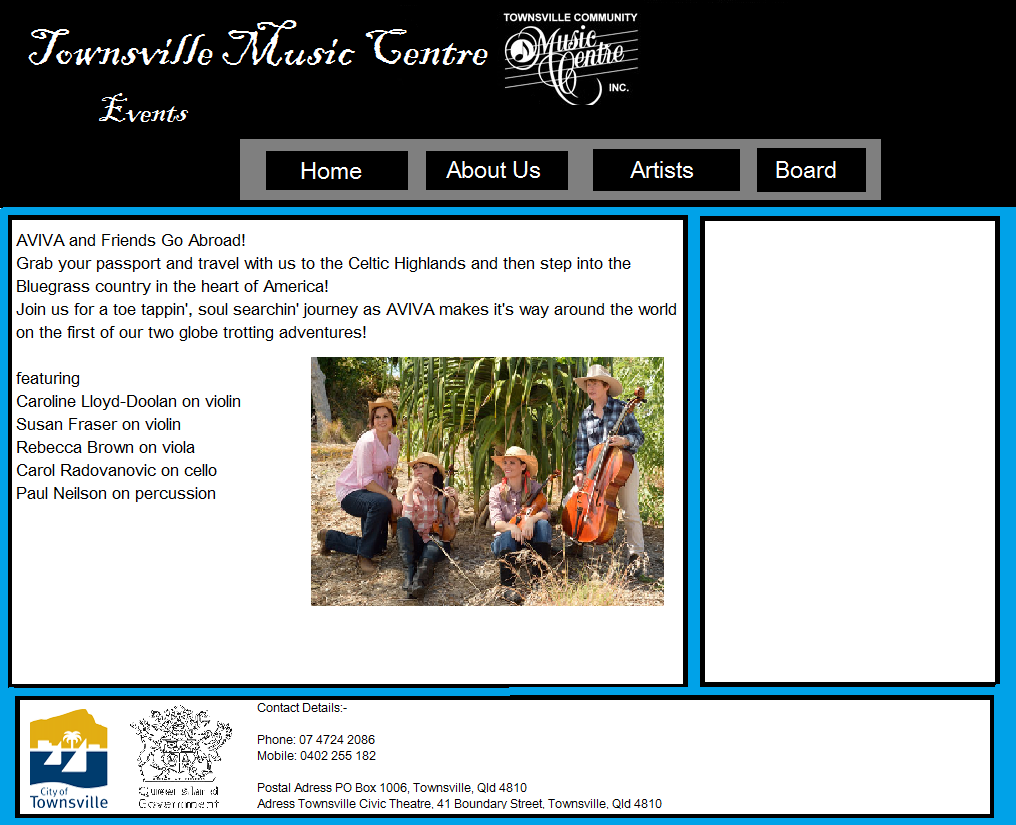 Townsville Music Centre
TOWNSVILLE COMMUNITY
Music
Centre
INC.
Events
Home
About Us
Artists
Board
AVIVA and Friends Go Abroad!
Grab your passport and travel with us to the Celtic Highlands and then step into the
Bluegrass country in the heart of America!
Join us for a toe tappin', soul searchin' journey as AVIVA makes it's way around the world
on the first of our two globe trotting adventures!
featuring
Caroline Lloyd-Doolan on violin
Susan Fraser on violin
Rebecca Brown on viola
Carol Radovanovic on cello
Paul Neilson on percussion
City of
Townsville
Queensland
Government
Contact Details:-
Phone: 07 4724 2086
Mobile: 0402 255 182
Postal Adress PO Box 1006, Townsville, Qld 4810
Adress Townsville Civic Theatre, 41 Boundary Street, Townsville, Qld 4810